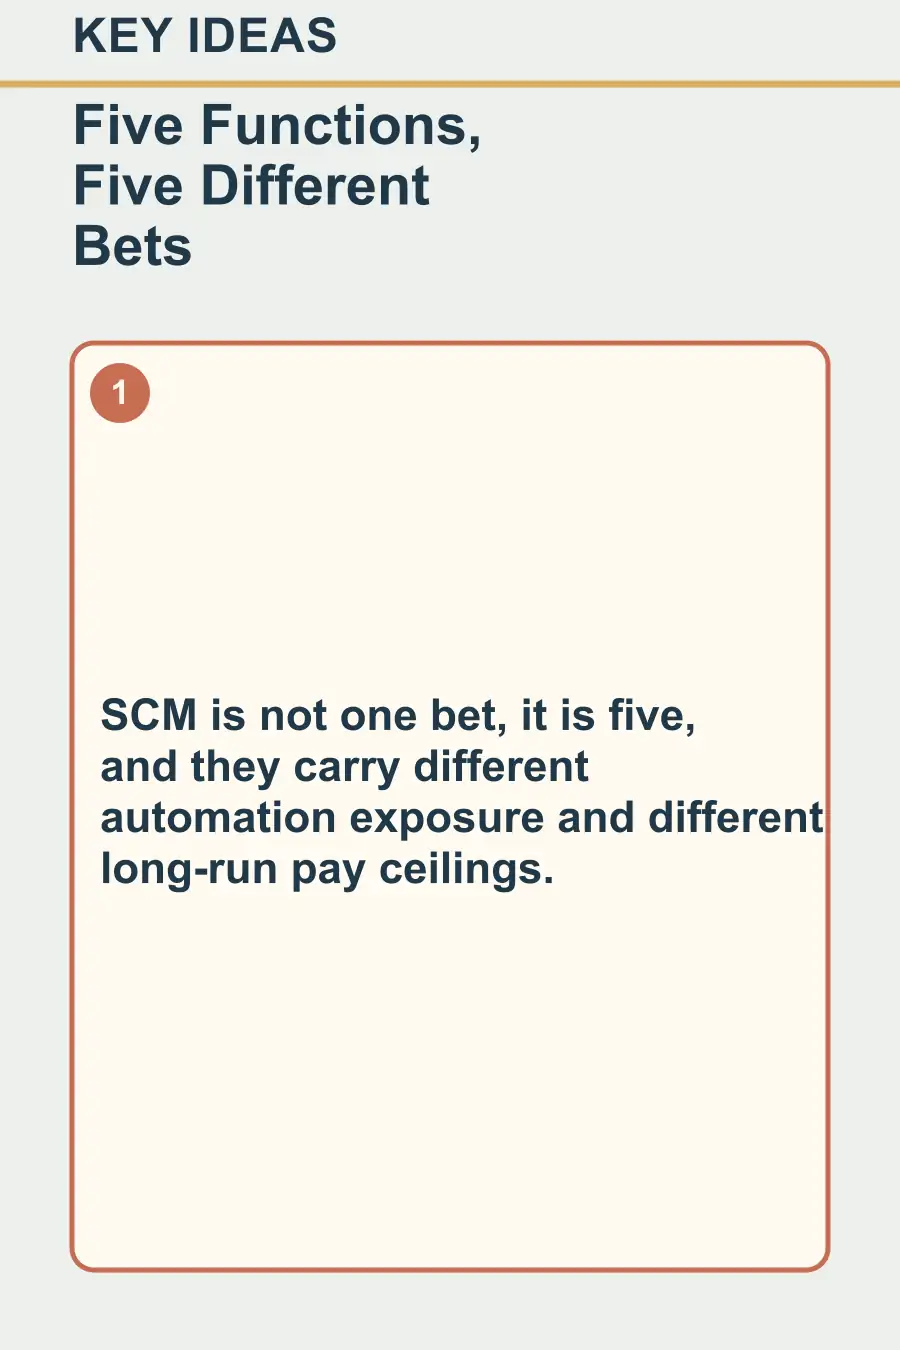 KEY IDEAS
Five Functions,
Five Different
Bets
1
SCM is not one bet, it is five,
and they carry different
automation exposure and different
long-run pay ceilings.